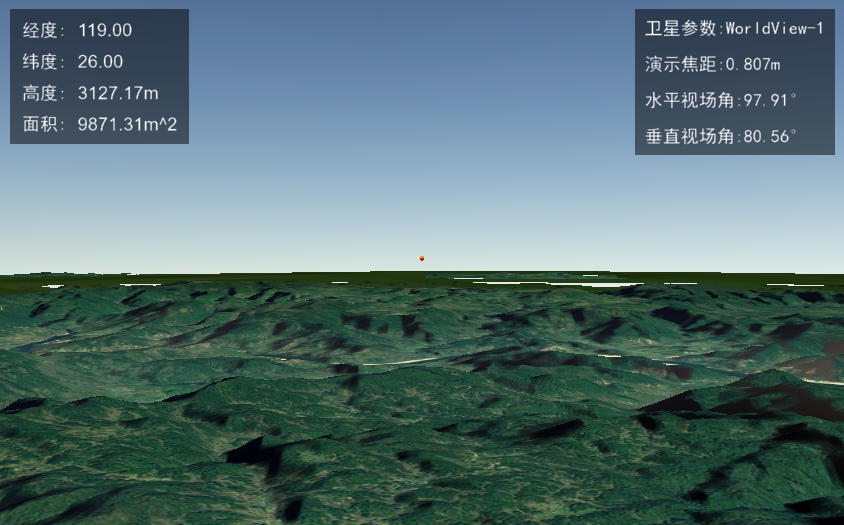 经度: 119.00
纬度: 26.00
高度: 3127.17m
面积: 9871.31m^2
卫星参数:WorldView-1
演示焦距:0.807m
水平视场角:97.91°
垂直视场角:80.56°